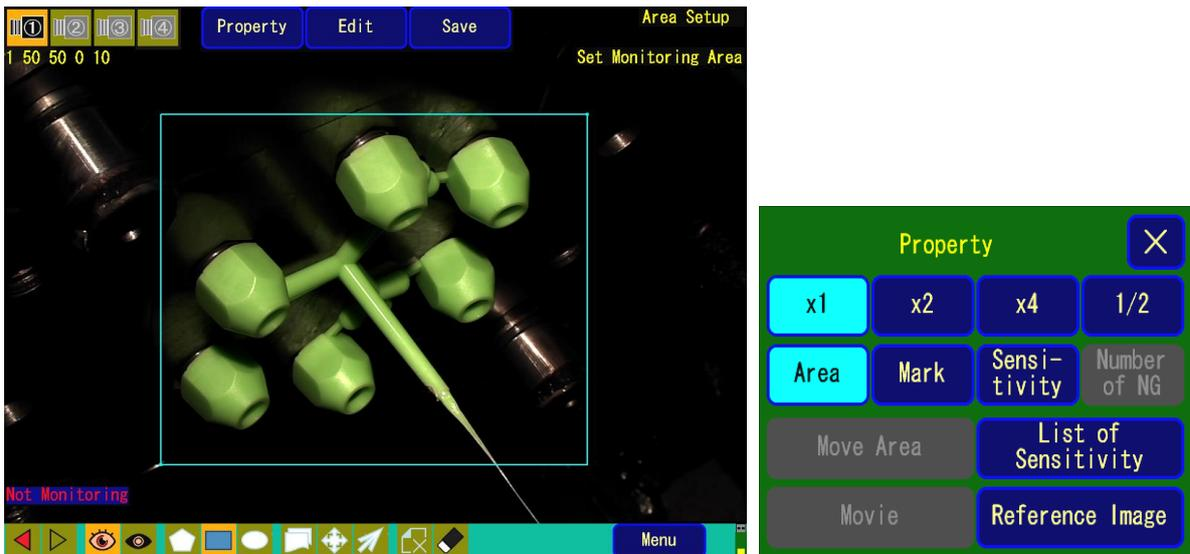 ① ② ③ ④ Property Edit Save Area Setup
1 50 50 0 10 Set Monitoring Area
Not Monitoring
Menu
Property
x1 x2 x4 1/2
Area Mark Sensi-
tivity Number
of NG
Move Area List of
Sensitivity
Movie Reference Image